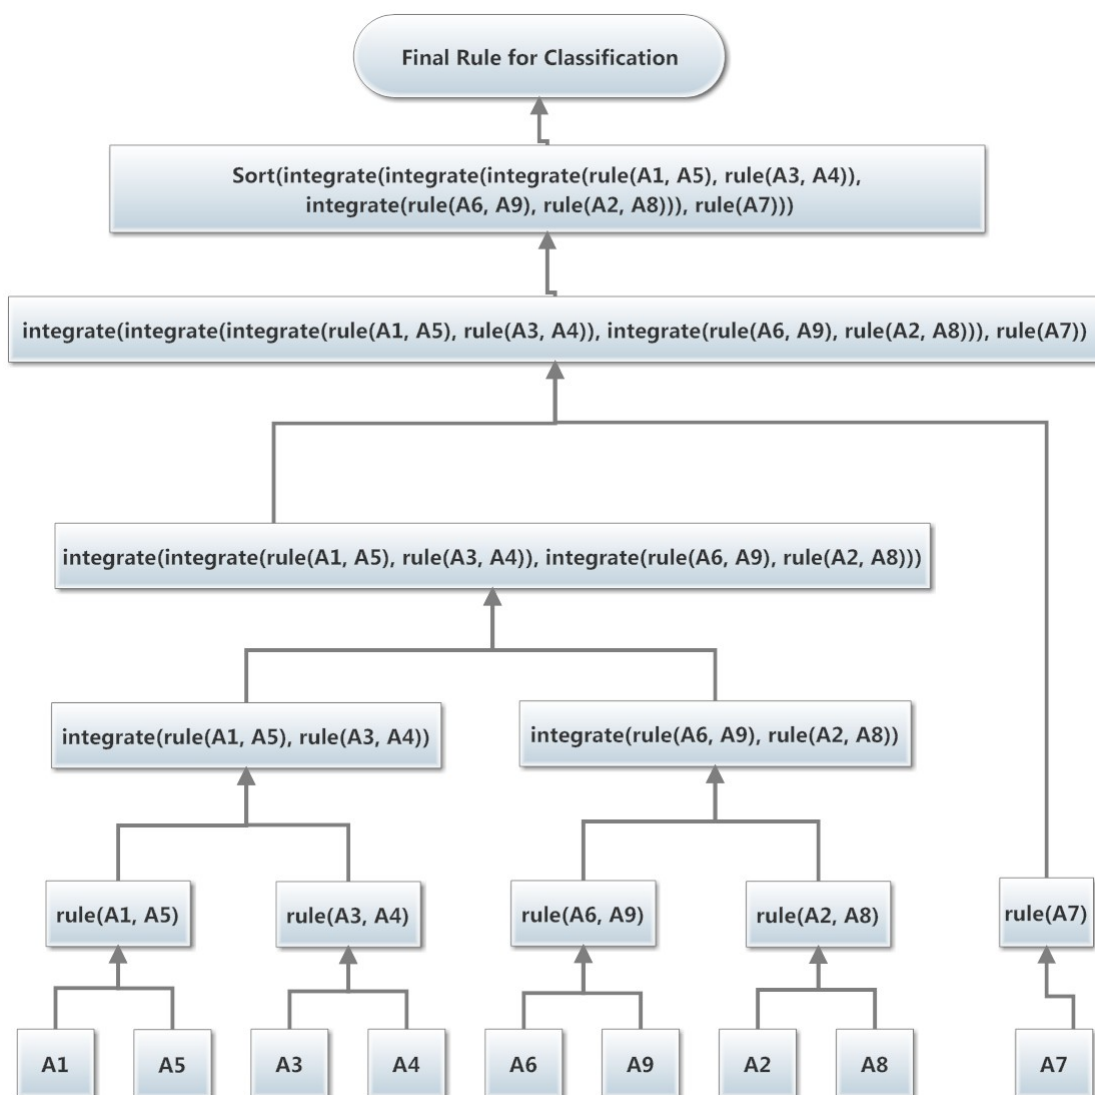 Final Rule for Classification
Sort(integrate(integrate(integrate(rule(A1, A5), rule(A3, A4)),
integrate(rule(A6, A9), rule(A2, A8))), rule(A7)))
integrate(integrate(integrate(rule(A1, A5), rule(A3, A4)), integrate(rule(A6, A9), rule(A2, A8))), rule(A7))
integrate(integrate(rule(A1, A5), rule(A3, A4)), integrate(rule(A6, A9), rule(A2, A8)))
integrate(rule(A1, A5), rule(A3, A4))
integrate(rule(A6, A9), rule(A2, A8))
rule(A1, A5)
rule(A3, A4)
rule(A6, A9)
rule(A2, A8)
rule(A7)
A1
A5
A3
A4
A6
A9
A2
A8
A7